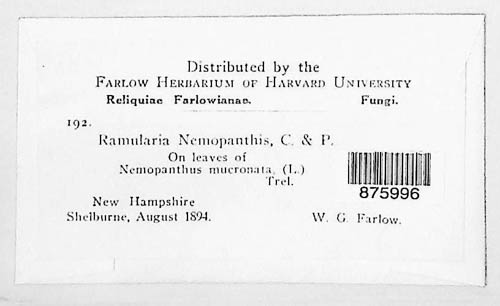 Distributed by the
Farlow Herbarium of Harvard University
Reliquiae Farlowianae. Fungi.
192.
Ramularia Nemopanthis, C. & P.
On leaves of
Nemopanthus mucronata, (L.)
Trel.
875996
New Hampshire
Shelburne, August 1894. W. G. Farlow.